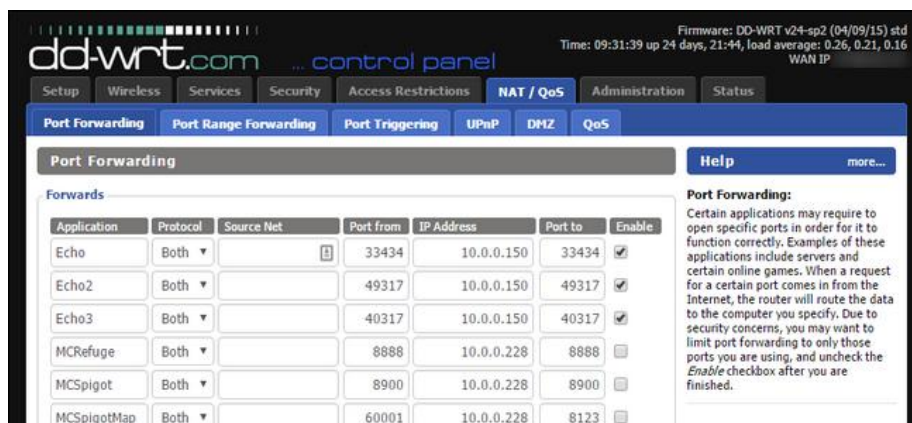 Firmware: DD-WRT v24-sp2 (04/09/15) std
Time: 09:31:39 up 24 days, 21:44, load average: 0.26, 0.21, 0.16
WAN IP
dd-wrt.com ... control panel
Setup Wireless Services Security Access Restrictions NAT / QoS Administration Status
Port Forwarding Port Range Forwarding Port Triggering UPnP DMZ QoS
Port Forwarding
Forwards
Application Protocol Source Net Port from IP Address Port to Enable
Echo Both 33434 10.0.0.150 33434
Echo2 Both 49317 10.0.0.150 49317
Echo3 Both 40317 10.0.0.150 40317
MCRefuge Both 8888 10.0.0.228 8888
MCSpigot Both 8900 10.0.0.228 8900
MCSpigotMap Both 60001 10.0.0.228 8123
Help more...
Port Forwarding:
Certain applications may require to
open specific ports in order for it to
function correctly. Examples of these
applications include servers and
certain online games. When a request
for a certain port comes in from the
Internet, the router will route the data
to the computer you specify. Due to
security concerns, you may want to
limit port forwarding to only those
ports you are using, and uncheck the
Enable checkbox after you are
finished.